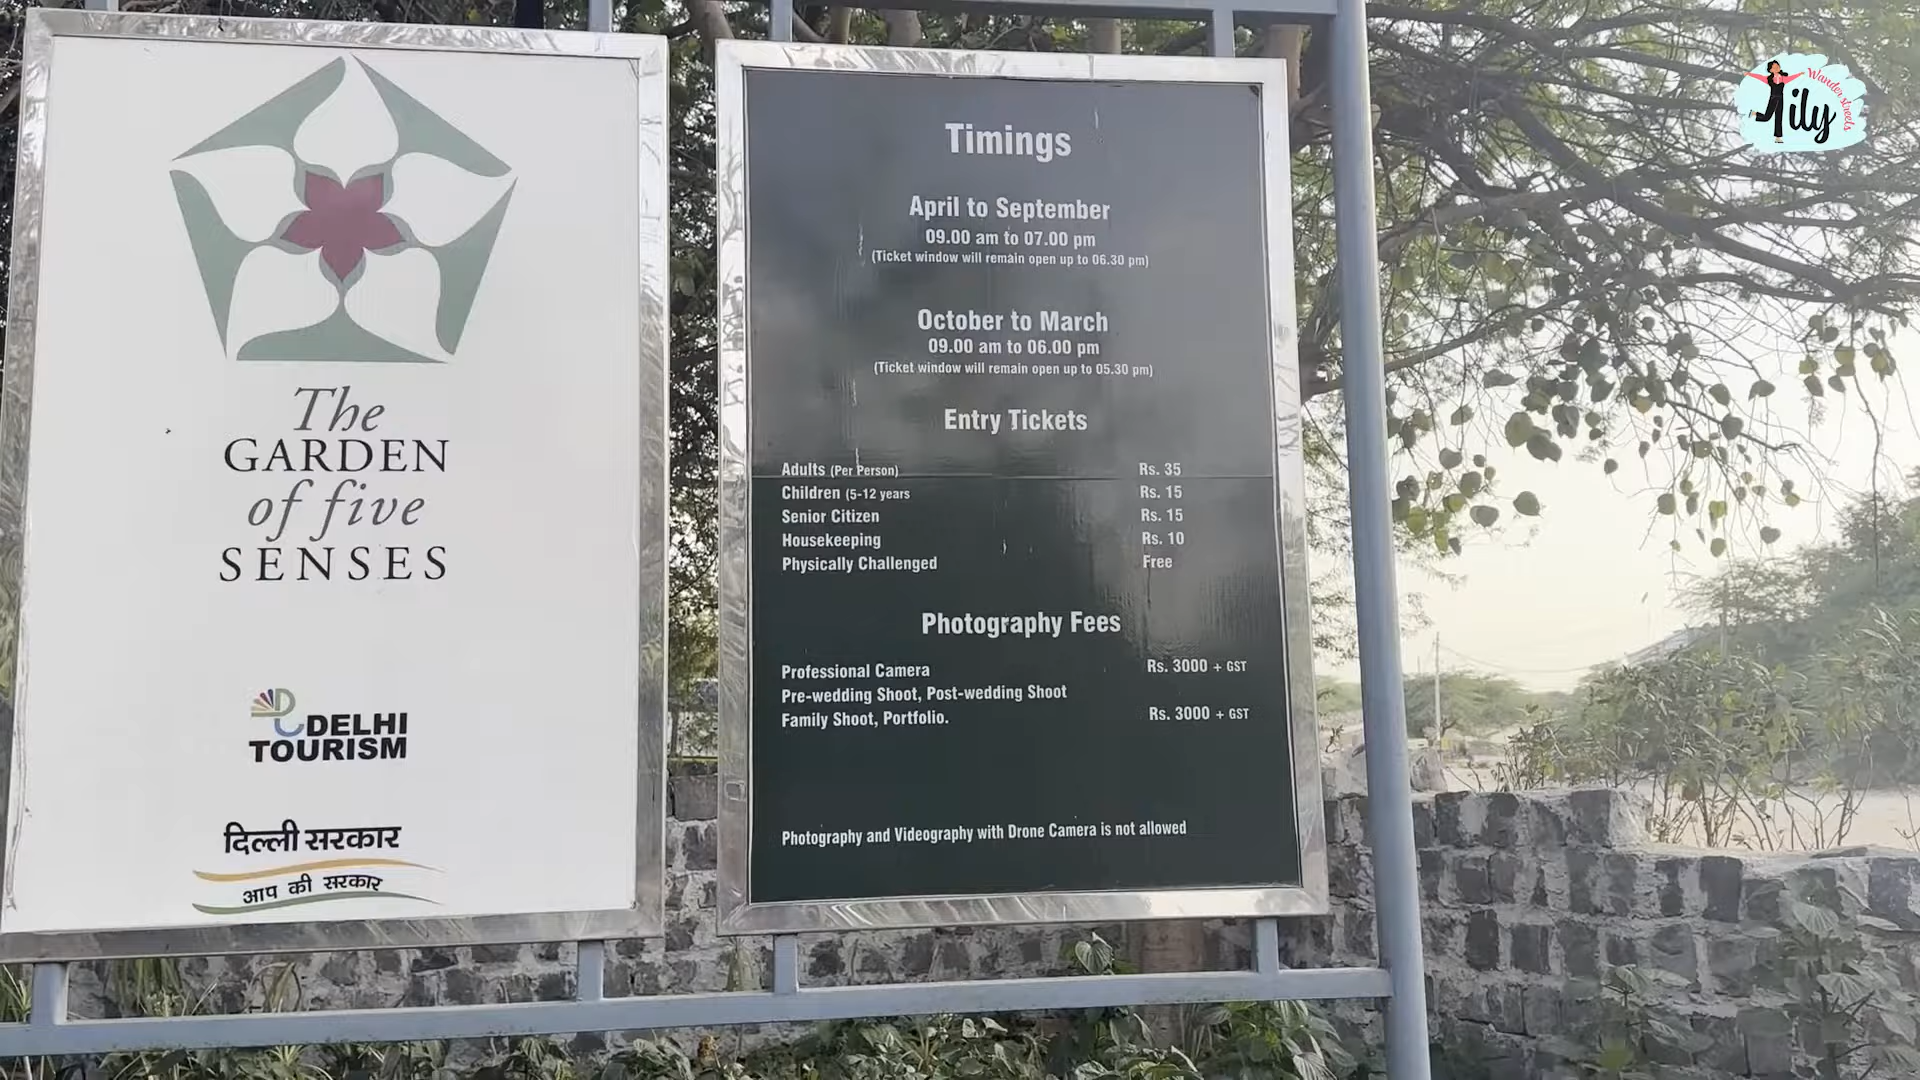 The
GARDEN
of five
SENSES
DELHI
TOURISM
दिल्ली सरकार
आप की सरकार
Timings
April to September
09.00 am to 07.00 pm
(Ticket window will remain open up to 06.30 pm)
October to March
09.00 am to 06.00 pm
(Ticket window will remain open up to 05.30 pm)
Entry Tickets
Adults (Per Person) Rs. 35
Children (5-12 years Rs. 15
Senior Citizen Rs. 15
Housekeeping Rs. 10
Physically Challenged Free
Photography Fees
Professional Camera Rs. 3000 + GST
Pre-wedding Shoot, Post-wedding Shoot
Family Shoot, Portfolio. Rs. 3000 + GST
Photography and Videography with Drone Camera is not allowed
Wander streets
Tily